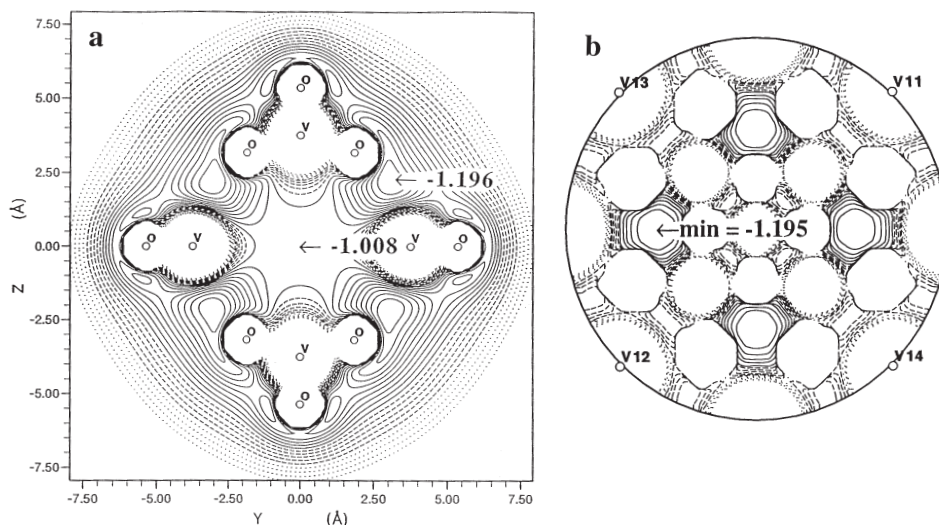 a
7.50
5.00
2.50
0.00
-2.50
-5.00
-7.50
Z (Å)
-7.50 -5.00 -2.50 0.00 2.50 5.00 7.50
Y (Å)
O
V
O O
← -1.196
O V ← -1.008 V O
O V O
O
b
V13 V11
←min = -1.195
V12 V14